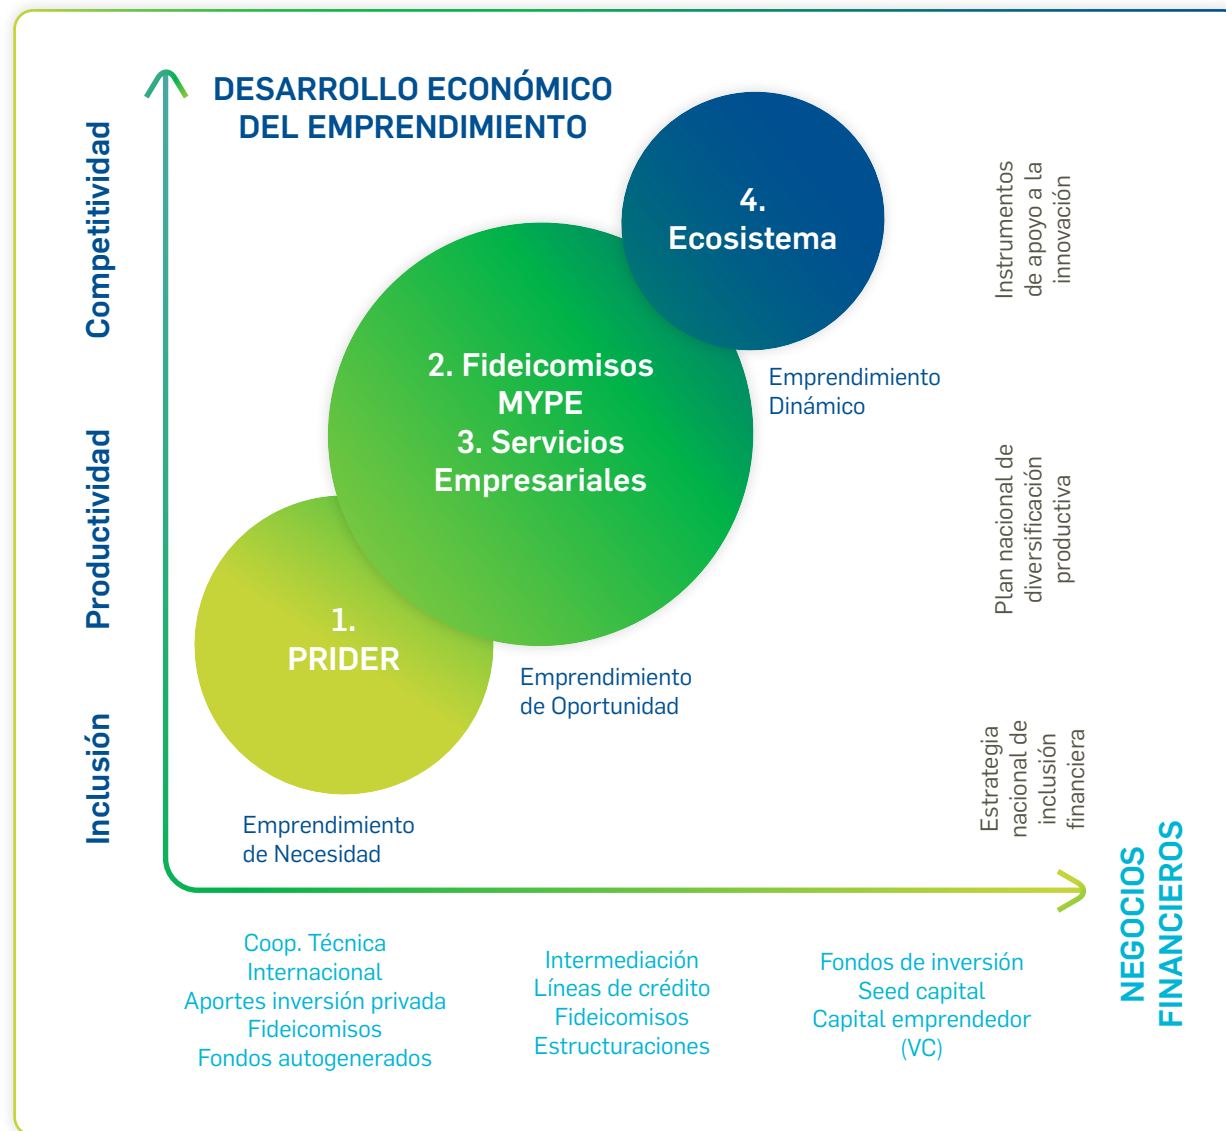 DESARROLLO ECONÓMICO
DEL EMPRENDIMIENTO
Competitividad
Productividad
Inclusión
4.
Ecosistema
2. Fideicomisos
MYPE
3. Servicios
Empresariales
1.
PRIDER
Emprendimiento
Dinámico
Emprendimiento
de Oportunidad
Emprendimiento
de Necesidad
Instrumentos
de apoyo a la
innovación
Plan nacional de
diversificación
productiva
Estrategia
nacional de
inclusión
financiera
NEGOCIOS
FINANCIEROS
Coop. Técnica
Internacional
Aportes inversión privada
Fideicomisos
Fondos autogenerados
Intermediación
Líneas de crédito
Fideicomisos
Estructuraciones
Fondos de inversión
Seed capital
Capital emprendedor
(VC)